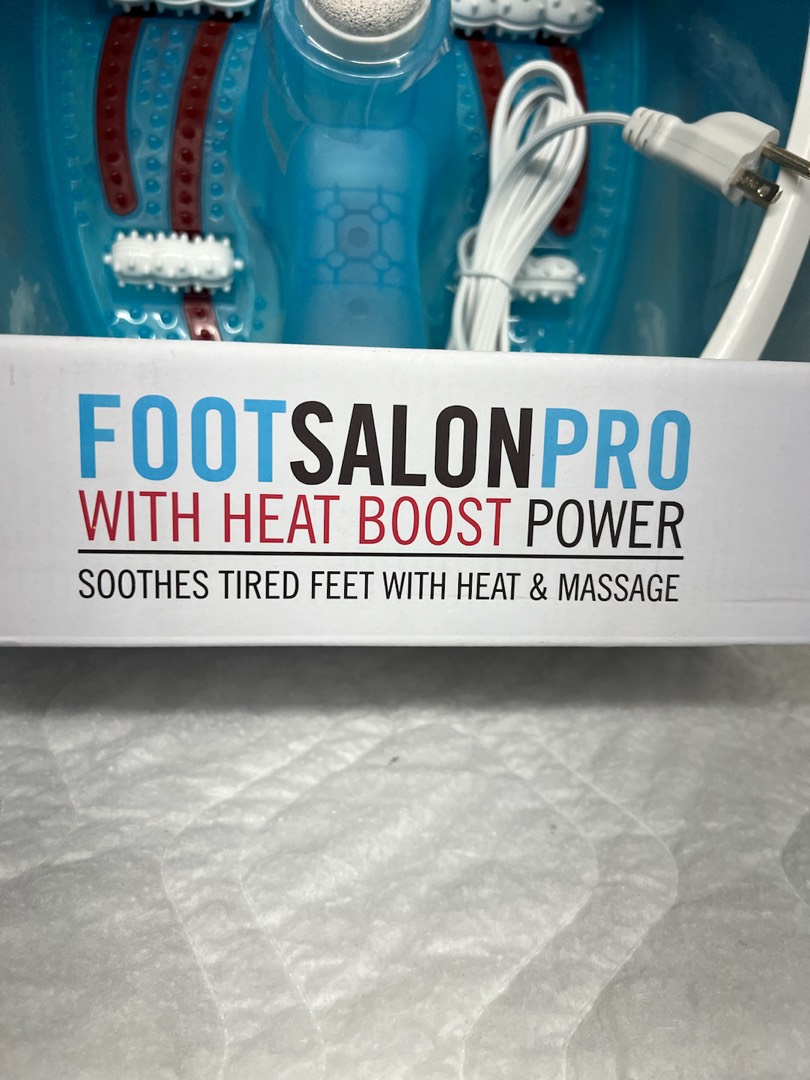 FOOTSALONPRO
WITH HEAT BOOST POWER
SOOTHES TIRED FEET WITH HEAT & MASSAGE